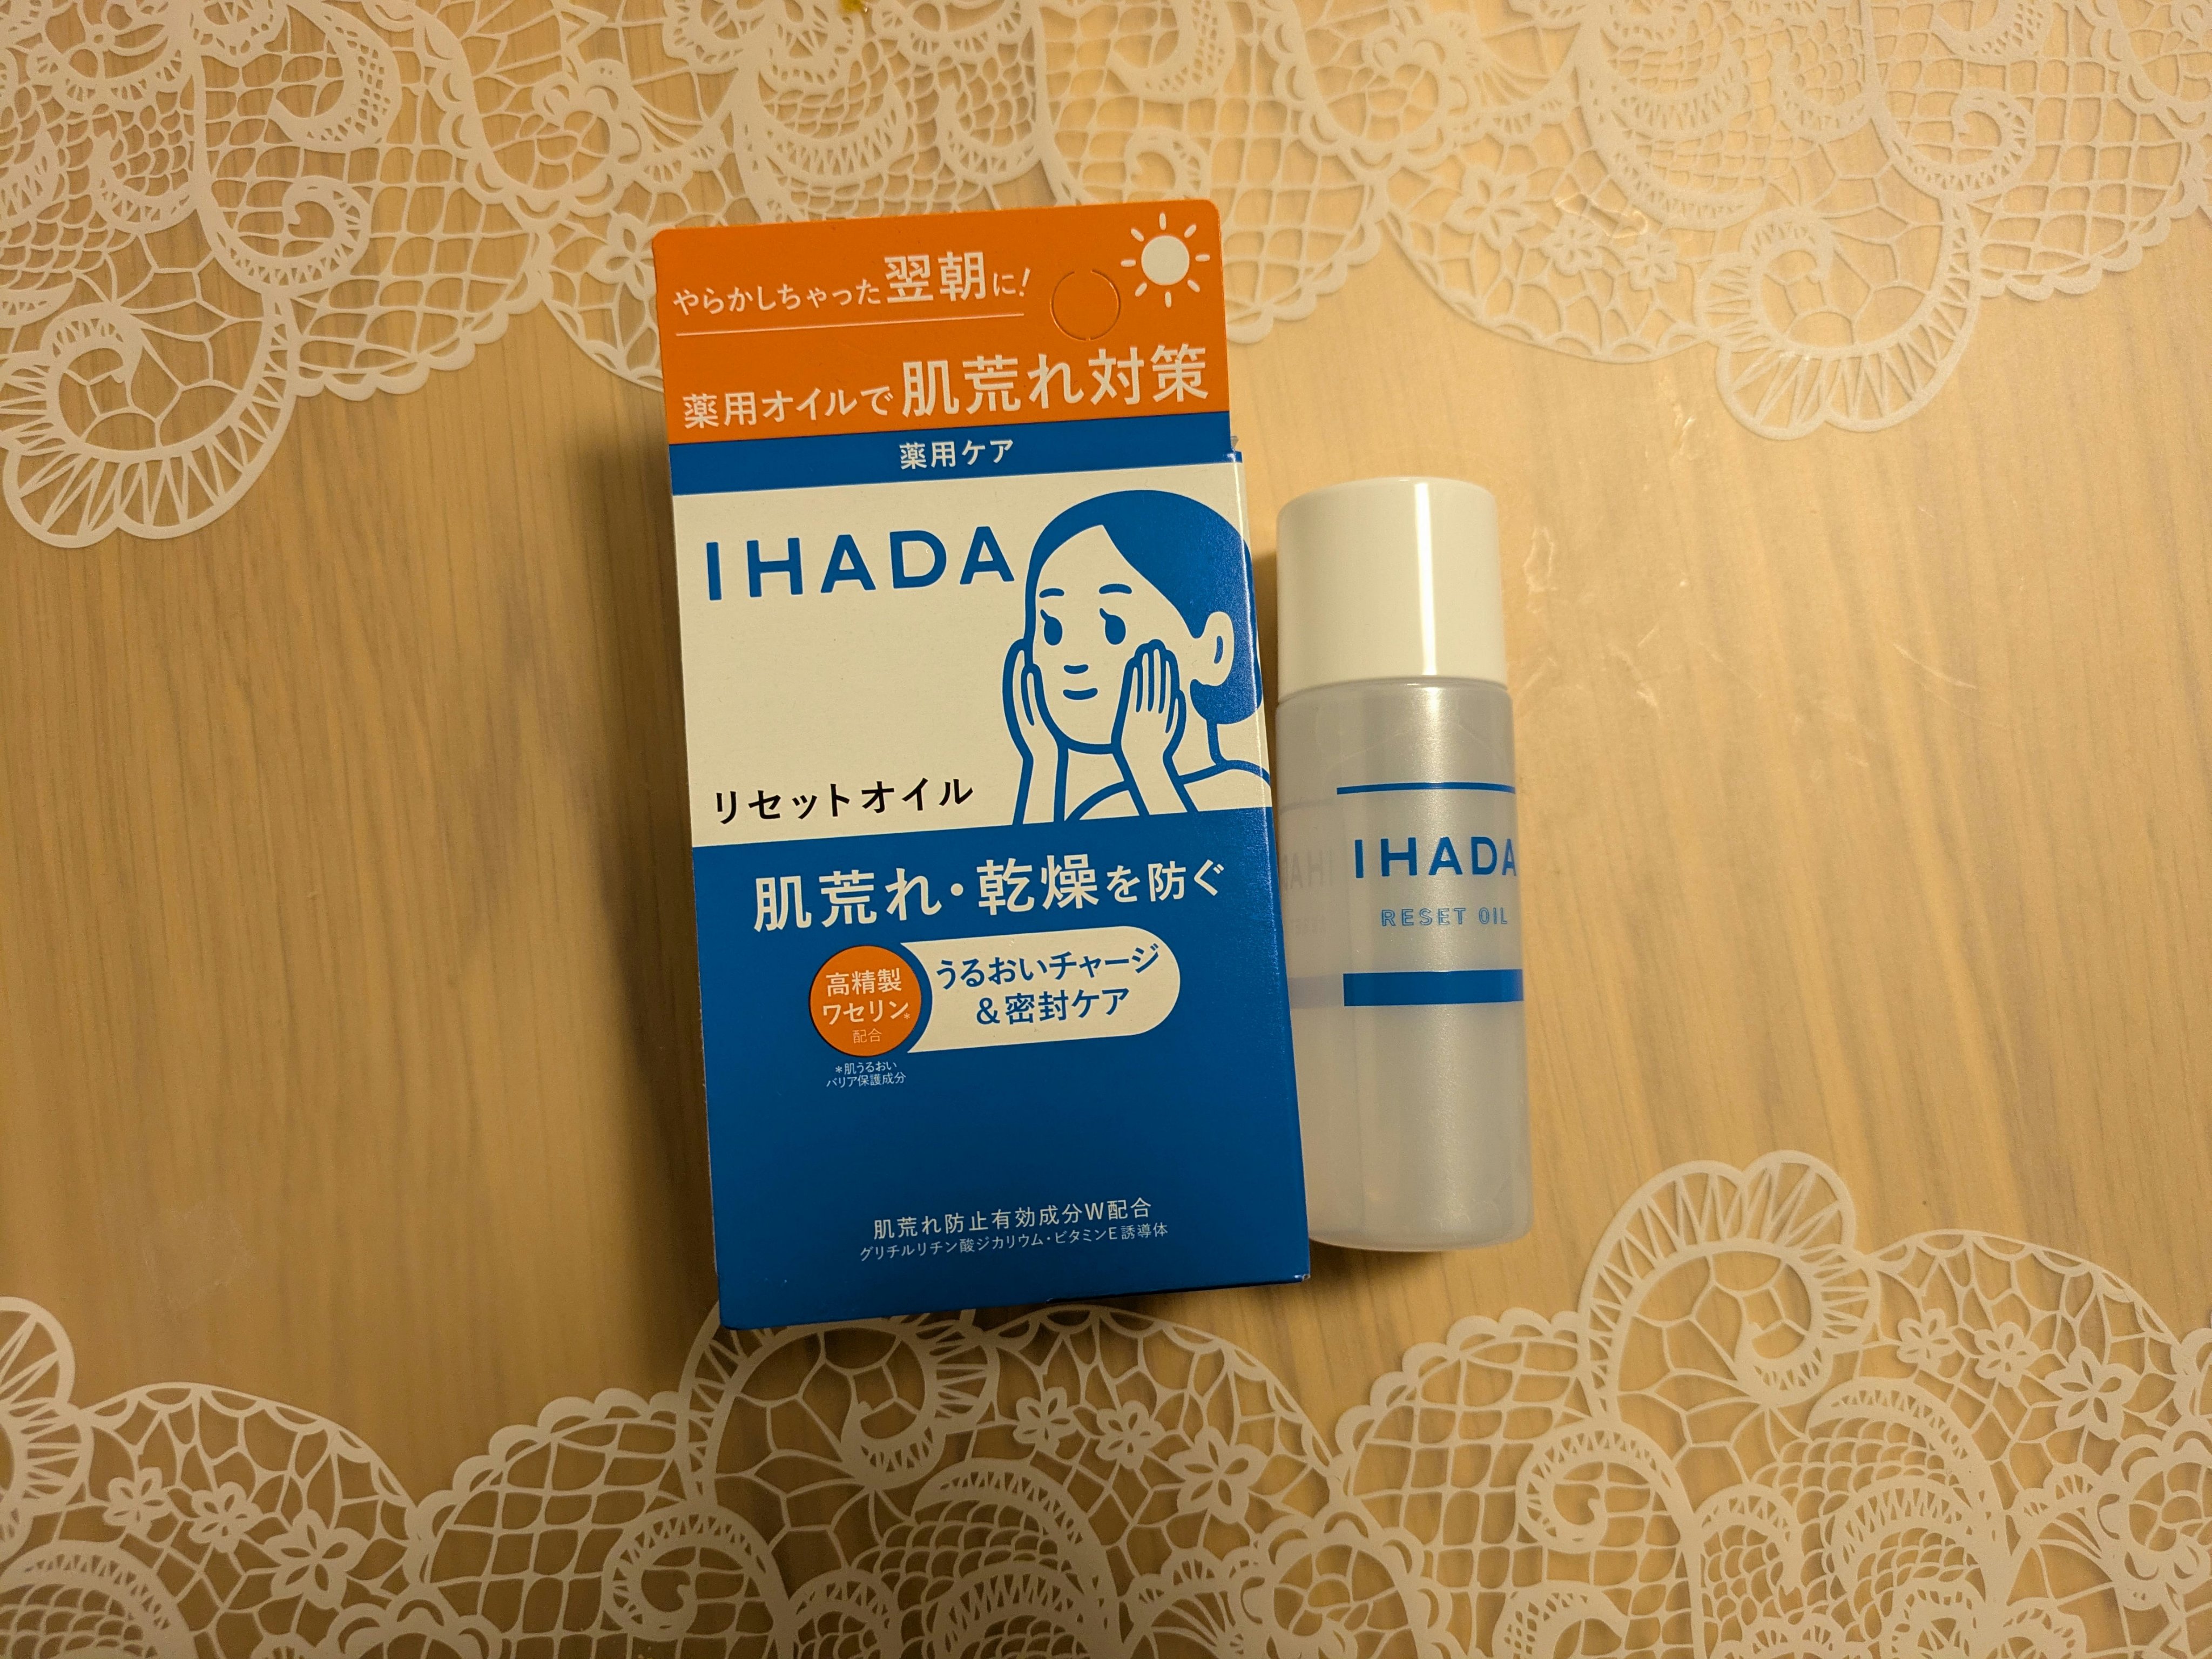 やらかしちゃった翌朝に!
薬用オイルで肌荒れ対策
薬用ケア
IHADA
リセットオイル
肌荒れ・乾燥を防ぐ
高精製
ワセリン*
配合
うるおいチャージ
&密封ケア
*肌うるおい
バリア保護成分
肌荒れ防止有効成分W配合
グリチルリチン酸ジカリウム・ビタミンE誘導体
IHADA
RESET OIL